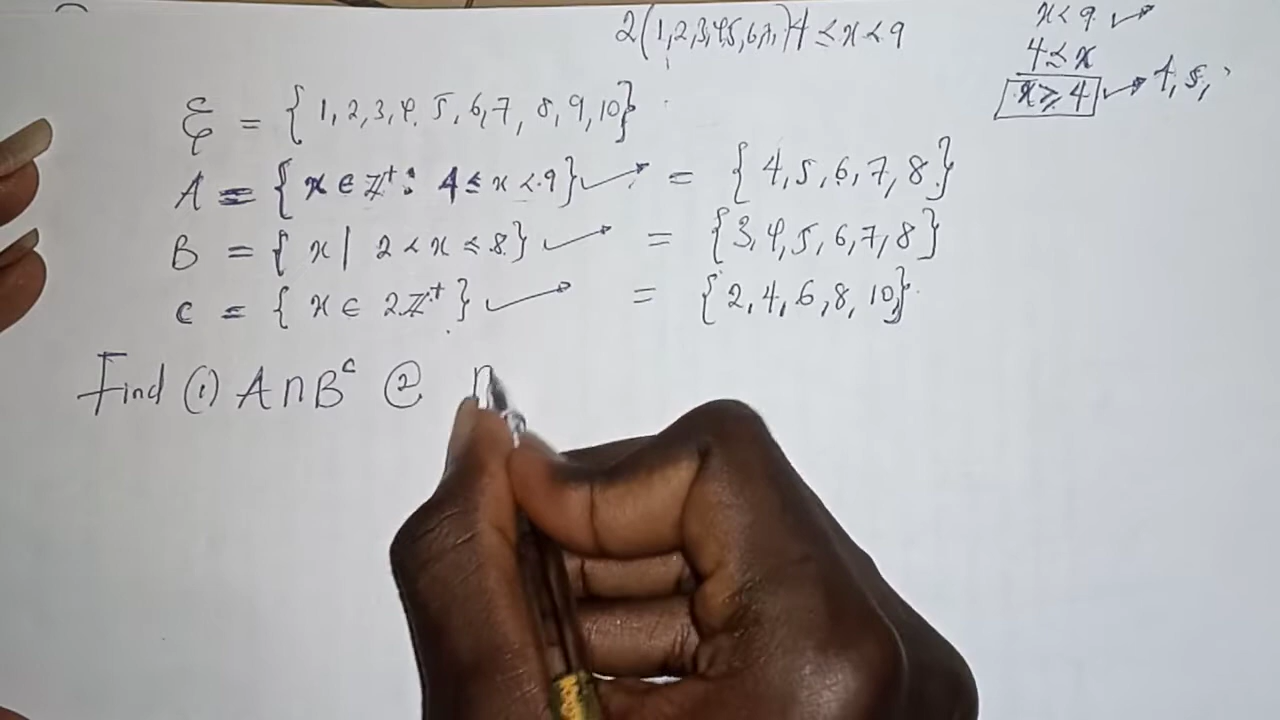 2(1,2,3,4,5,6,7,) 4 ≤ x < 9
x < 9
4 ≤ x
x ≥ 4 4, 5,
ξ = { 1, 2, 3, 4, 5, 6, 7, 8, 9, 10}
A = { x ∈ ℤ⁺ : 4 ≤ x < 9} = { 4, 5, 6, 7, 8 }
B = { x | 2 < x ≤ 8 } = { 3, 4, 5, 6, 7, 8 }
C = { x ∈ 2ℤ⁺ } = { 2, 4, 6, 8, 10}
Find (1) A ∩ Bᶜ (2)